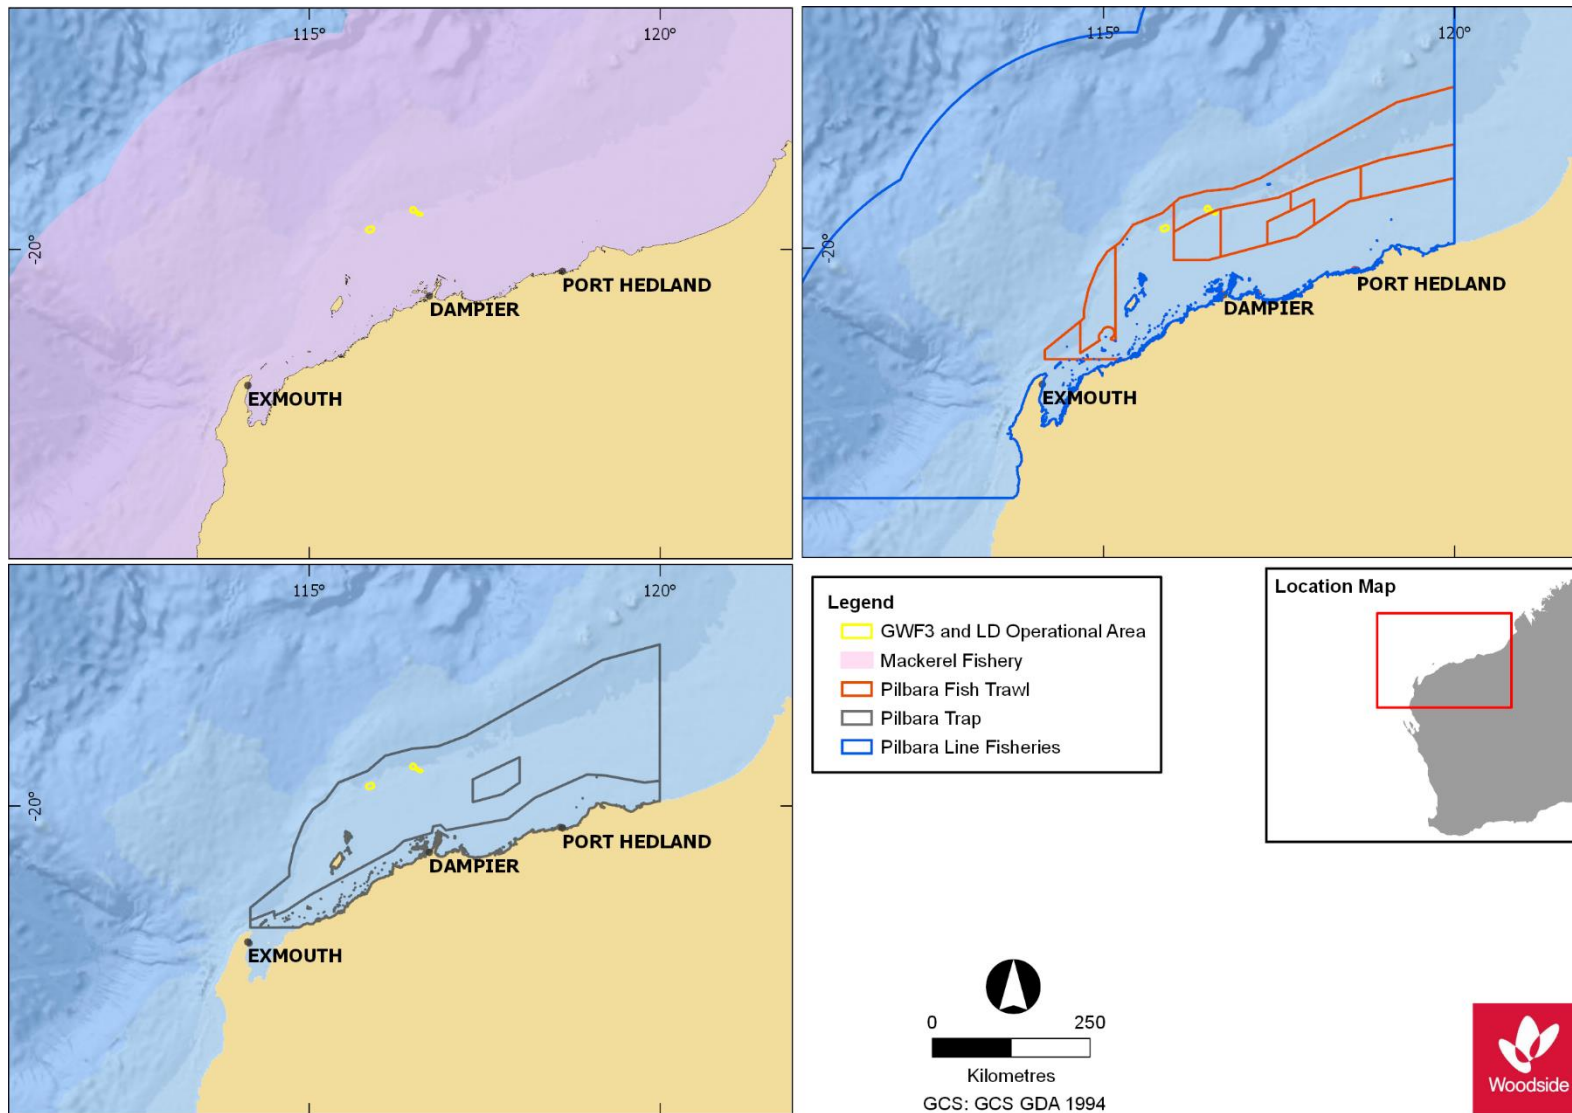 115°
120°
-20°
EXMOUTH
DAMPIER
PORT HEDLAND
115°
120°
-20°
EXMOUTH
DAMPIER
PORT HEDLAND
115°
120°
-20°
EXMOUTH
DAMPIER
PORT HEDLAND
Legend
GWF3 and LD Operational Area
Mackerel Fishery
Pilbara Fish Trawl
Pilbara Trap
Pilbara Line Fisheries
Location Map
0 250
Kilometres
GCS: GCS GDA 1994
Woodside